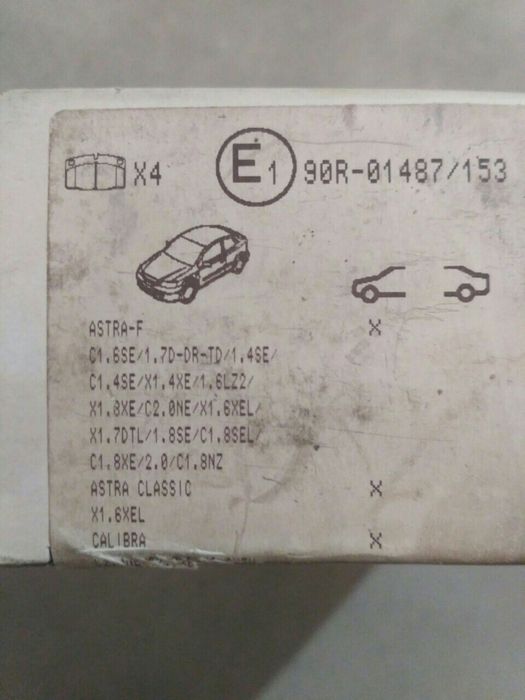 X4 E1 90R-01487/153
ASTRA-F X
C1.6SE/1.7D-DR-TD/1.4SE/
C1.4SE/X1.4XE/1.6LZ2/
X1.8XE/C2.0NE/X1.6XEL/
X1.7DTL/1.8SE/C1.8SEL/
C1.8XE/2.0/C1.8NZ
ASTRA CLASSIC X
X1.6XEL
CALIBRA X